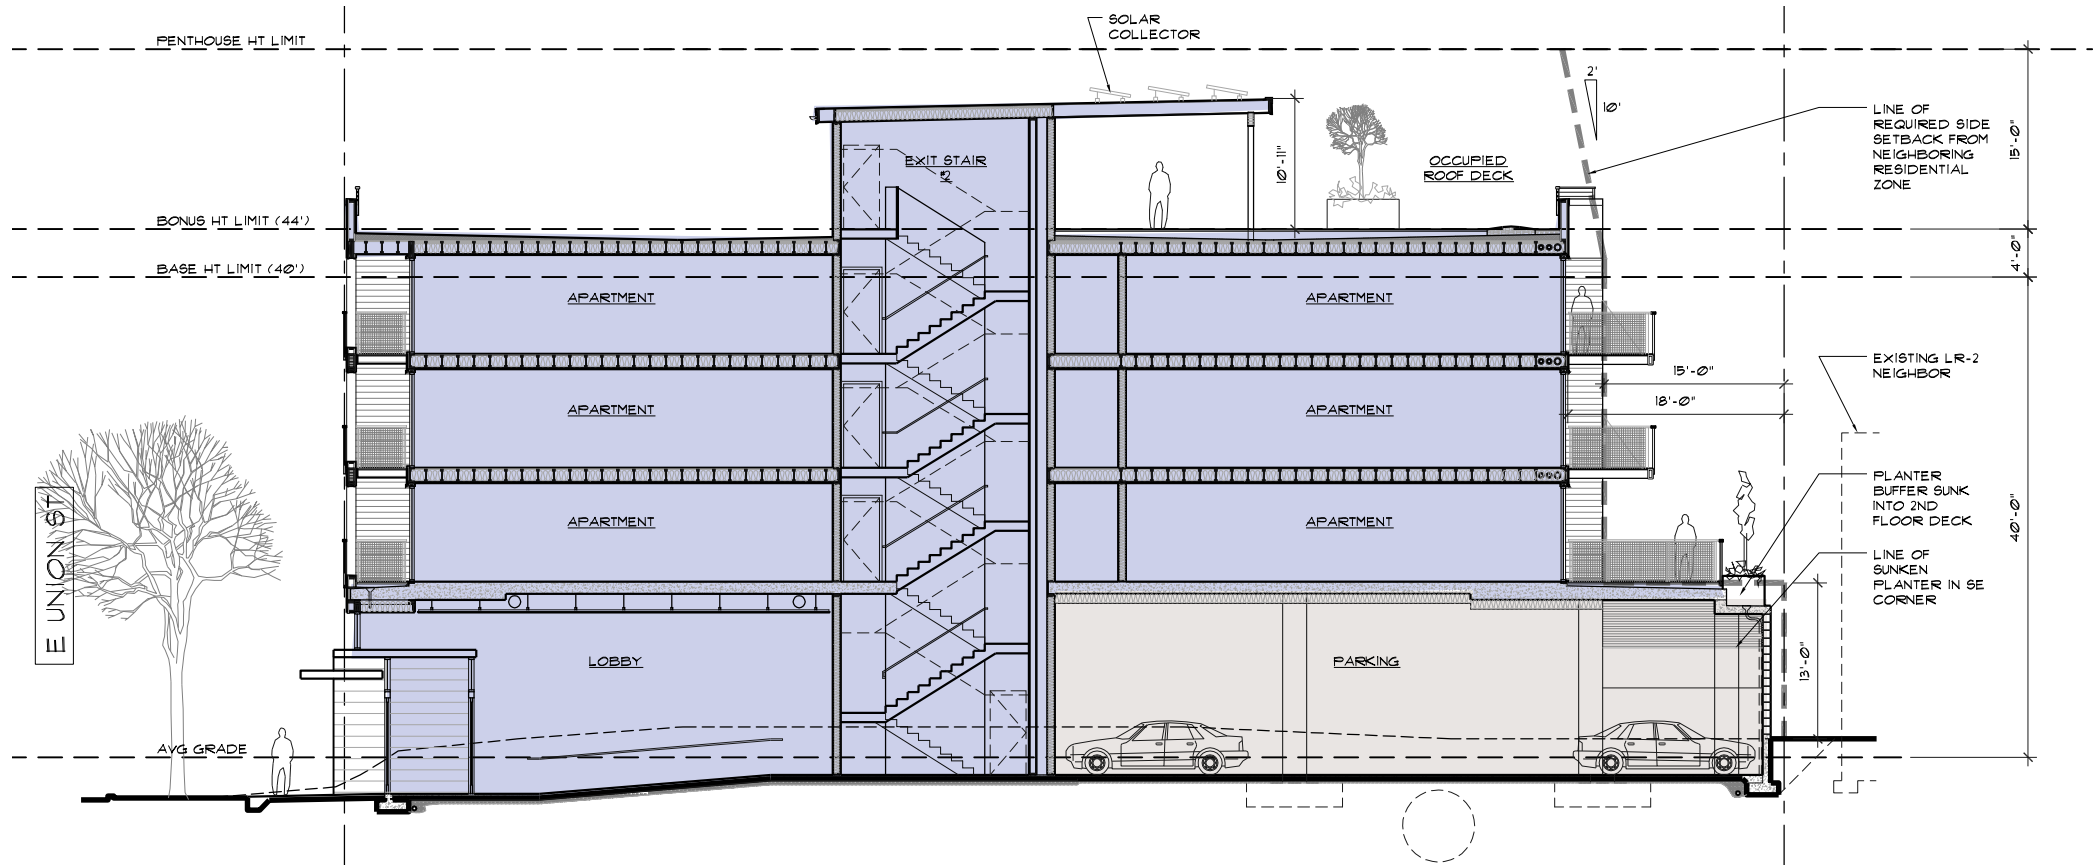 PENTHOUSE HT LIMIT
SOLAR
COLLECTOR
2'
10'
LINE OF
REQUIRED SIDE
SETBACK FROM
NEIGHBORING
RESIDENTIAL
ZONE
15'-0"
EXIT STAIR
#2
10'-11"
OCCUPIED
ROOF DECK
BONUS HT LIMIT (44')
4'-0"
BASE HT LIMIT (40')
APARTMENT
APARTMENT
EXISTING LR-2
NEIGHBOR
15'-0"
18'-0"
APARTMENT
APARTMENT
PLANTER
BUFFER SUNK
INTO 2ND
FLOOR DECK
40'-0"
E UNION ST
APARTMENT
APARTMENT
LINE OF
SUNKEN
PLANTER IN SE
CORNER
LOBBY
PARKING
13'-0"
AVG GRADE